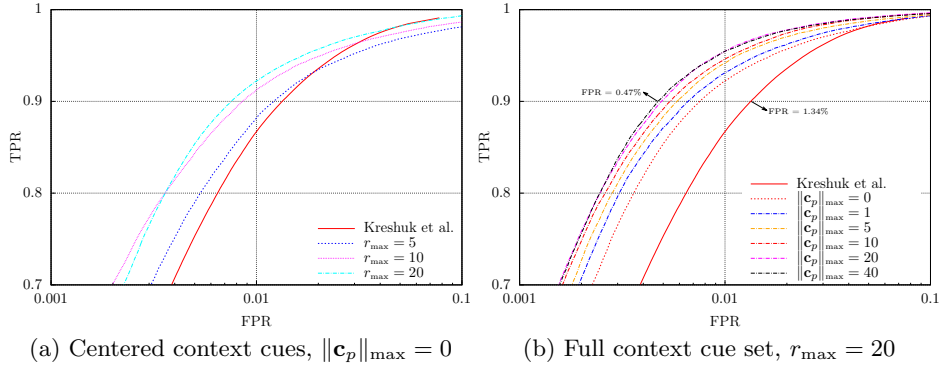 1
0.9
0.8
0.7
TPR
0.001
0.01
0.1
FPR
Kreshuk et al.
r_max = 5
r_max = 10
r_max = 20
(a) Centered context cues, ‖c_p‖_max = 0
1
0.9
0.8
0.7
TPR
0.001
0.01
0.1
FPR
FPR = 0.47%
FPR = 1.34%
Kreshuk et al.
‖c_p‖_max = 0
‖c_p‖_max = 1
‖c_p‖_max = 5
‖c_p‖_max = 10
‖c_p‖_max = 20
‖c_p‖_max = 40
(b) Full context cue set, r_max = 20